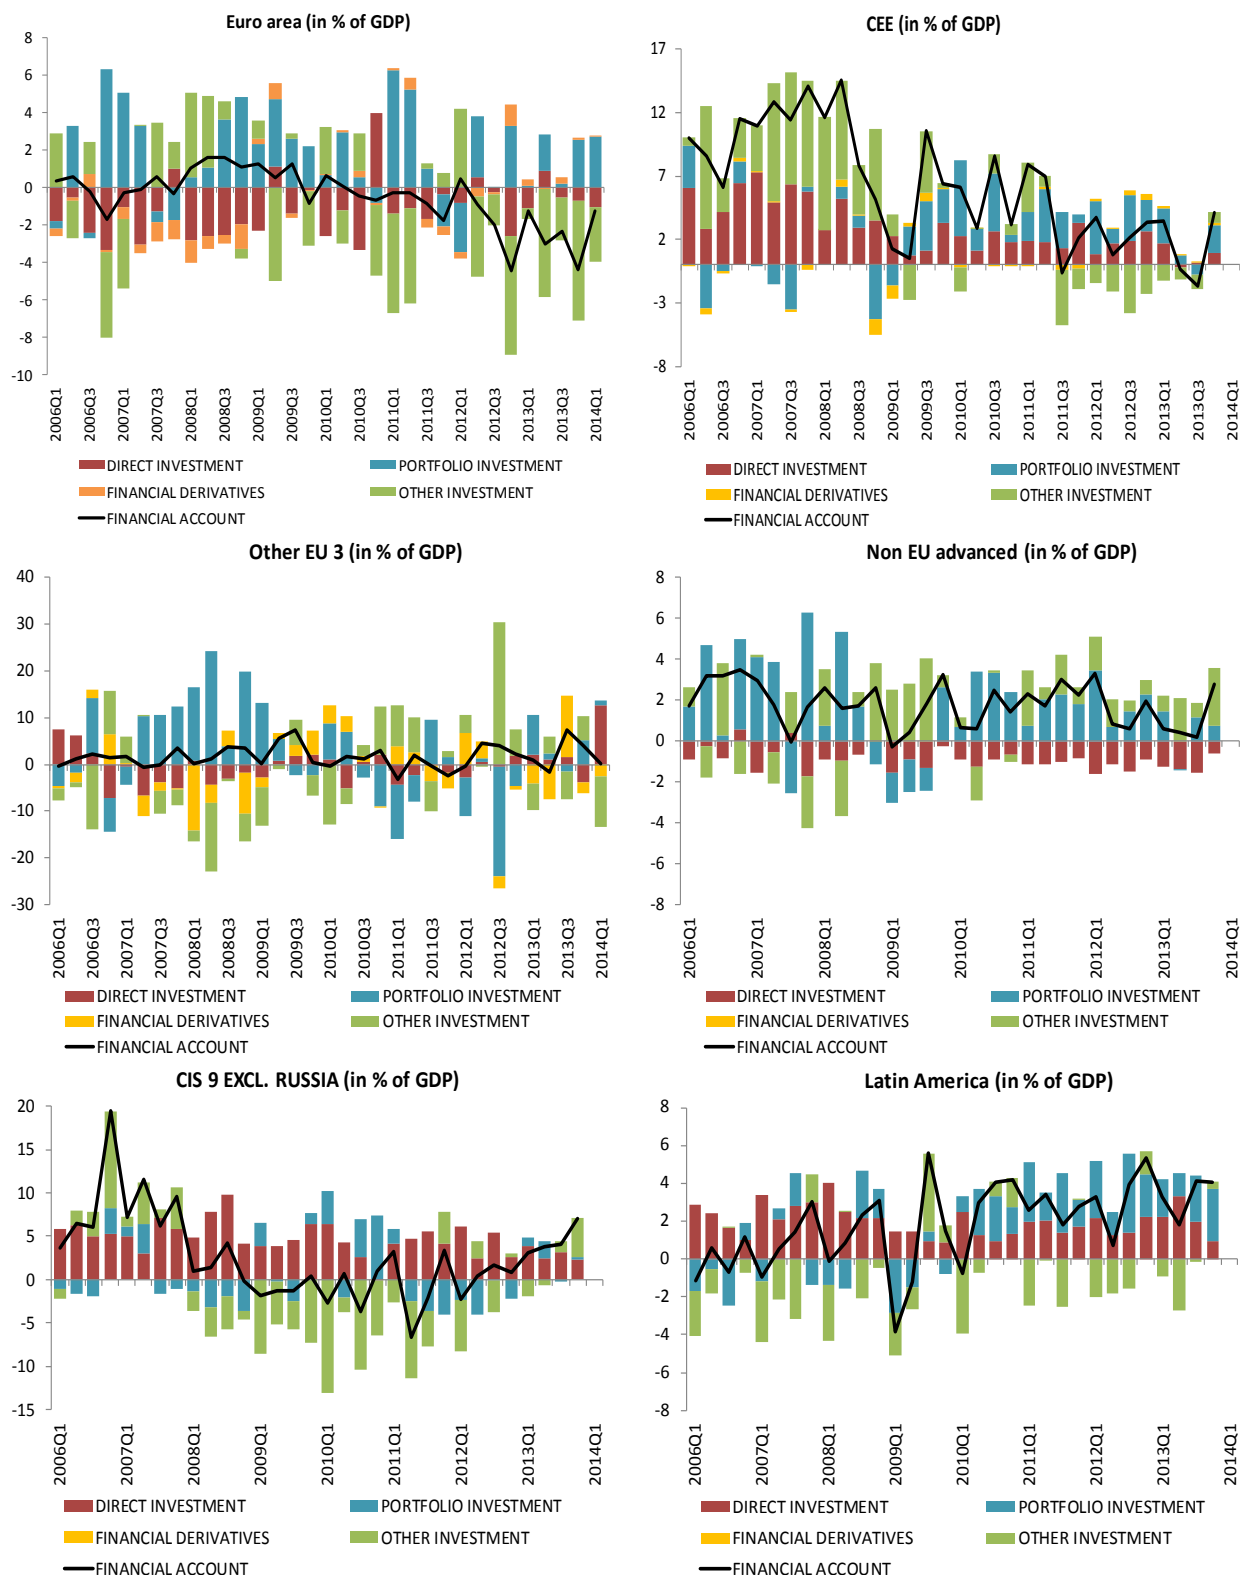 Euro area (in % of GDP)
8
6
4
2
0
-2
-4
-6
-8
-10
2006Q1
2006Q3
2007Q1
2007Q3
2008Q1
2008Q3
2009Q1
2009Q3
2010Q1
2010Q3
2011Q1
2011Q3
2012Q1
2012Q3
2013Q1
2013Q3
2014Q1
DIRECT INVESTMENT
PORTFOLIO INVESTMENT
FINANCIAL DERIVATIVES
OTHER INVESTMENT
FINANCIAL ACCOUNT
CEE (in % of GDP)
17
12
7
2
-3
-8
2006Q1
2006Q3
2007Q1
2007Q3
2008Q1
2008Q3
2009Q1
2009Q3
2010Q1
2010Q3
2011Q1
2011Q3
2012Q1
2012Q3
2013Q1
2013Q3
2014Q1
DIRECT INVESTMENT
PORTFOLIO INVESTMENT
FINANCIAL DERIVATIVES
OTHER INVESTMENT
FINANCIAL ACCOUNT
Other EU 3 (in % of GDP)
40
30
20
10
0
-10
-20
-30
2006Q1
2006Q3
2007Q1
2007Q3
2008Q1
2008Q3
2009Q1
2009Q3
2010Q1
2010Q3
2011Q1
2011Q3
2012Q1
2012Q3
2013Q1
2013Q3
2014Q1
DIRECT INVESTMENT
PORTFOLIO INVESTMENT
FINANCIAL DERIVATIVES
OTHER INVESTMENT
FINANCIAL ACCOUNT
Non EU advanced (in % of GDP)
8
6
4
2
0
-2
-4
-6
-8
2006Q1
2007Q1
2008Q1
2009Q1
2010Q1
2011Q1
2012Q1
2013Q1
2014Q1
DIRECT INVESTMENT
PORTFOLIO INVESTMENT
FINANCIAL DERIVATIVES
OTHER INVESTMENT
FINANCIAL ACCOUNT
CIS 9 EXCL. RUSSIA (in % of GDP)
20
15
10
5
0
-5
-10
-15
2006Q1
2007Q1
2008Q1
2009Q1
2010Q1
2011Q1
2012Q1
2013Q1
2014Q1
DIRECT INVESTMENT
PORTFOLIO INVESTMENT
FINANCIAL DERIVATIVES
OTHER INVESTMENT
FINANCIAL ACCOUNT
Latin America (in % of GDP)
8
6
4
2
0
-2
-4
-6
-8
2006Q1
2007Q1
2008Q1
2009Q1
2010Q1
2011Q1
2012Q1
2013Q1
2014Q1
DIRECT INVESTMENT
PORTFOLIO INVESTMENT
FINANCIAL DERIVATIVES
OTHER INVESTMENT
FINANCIAL ACCOUNT